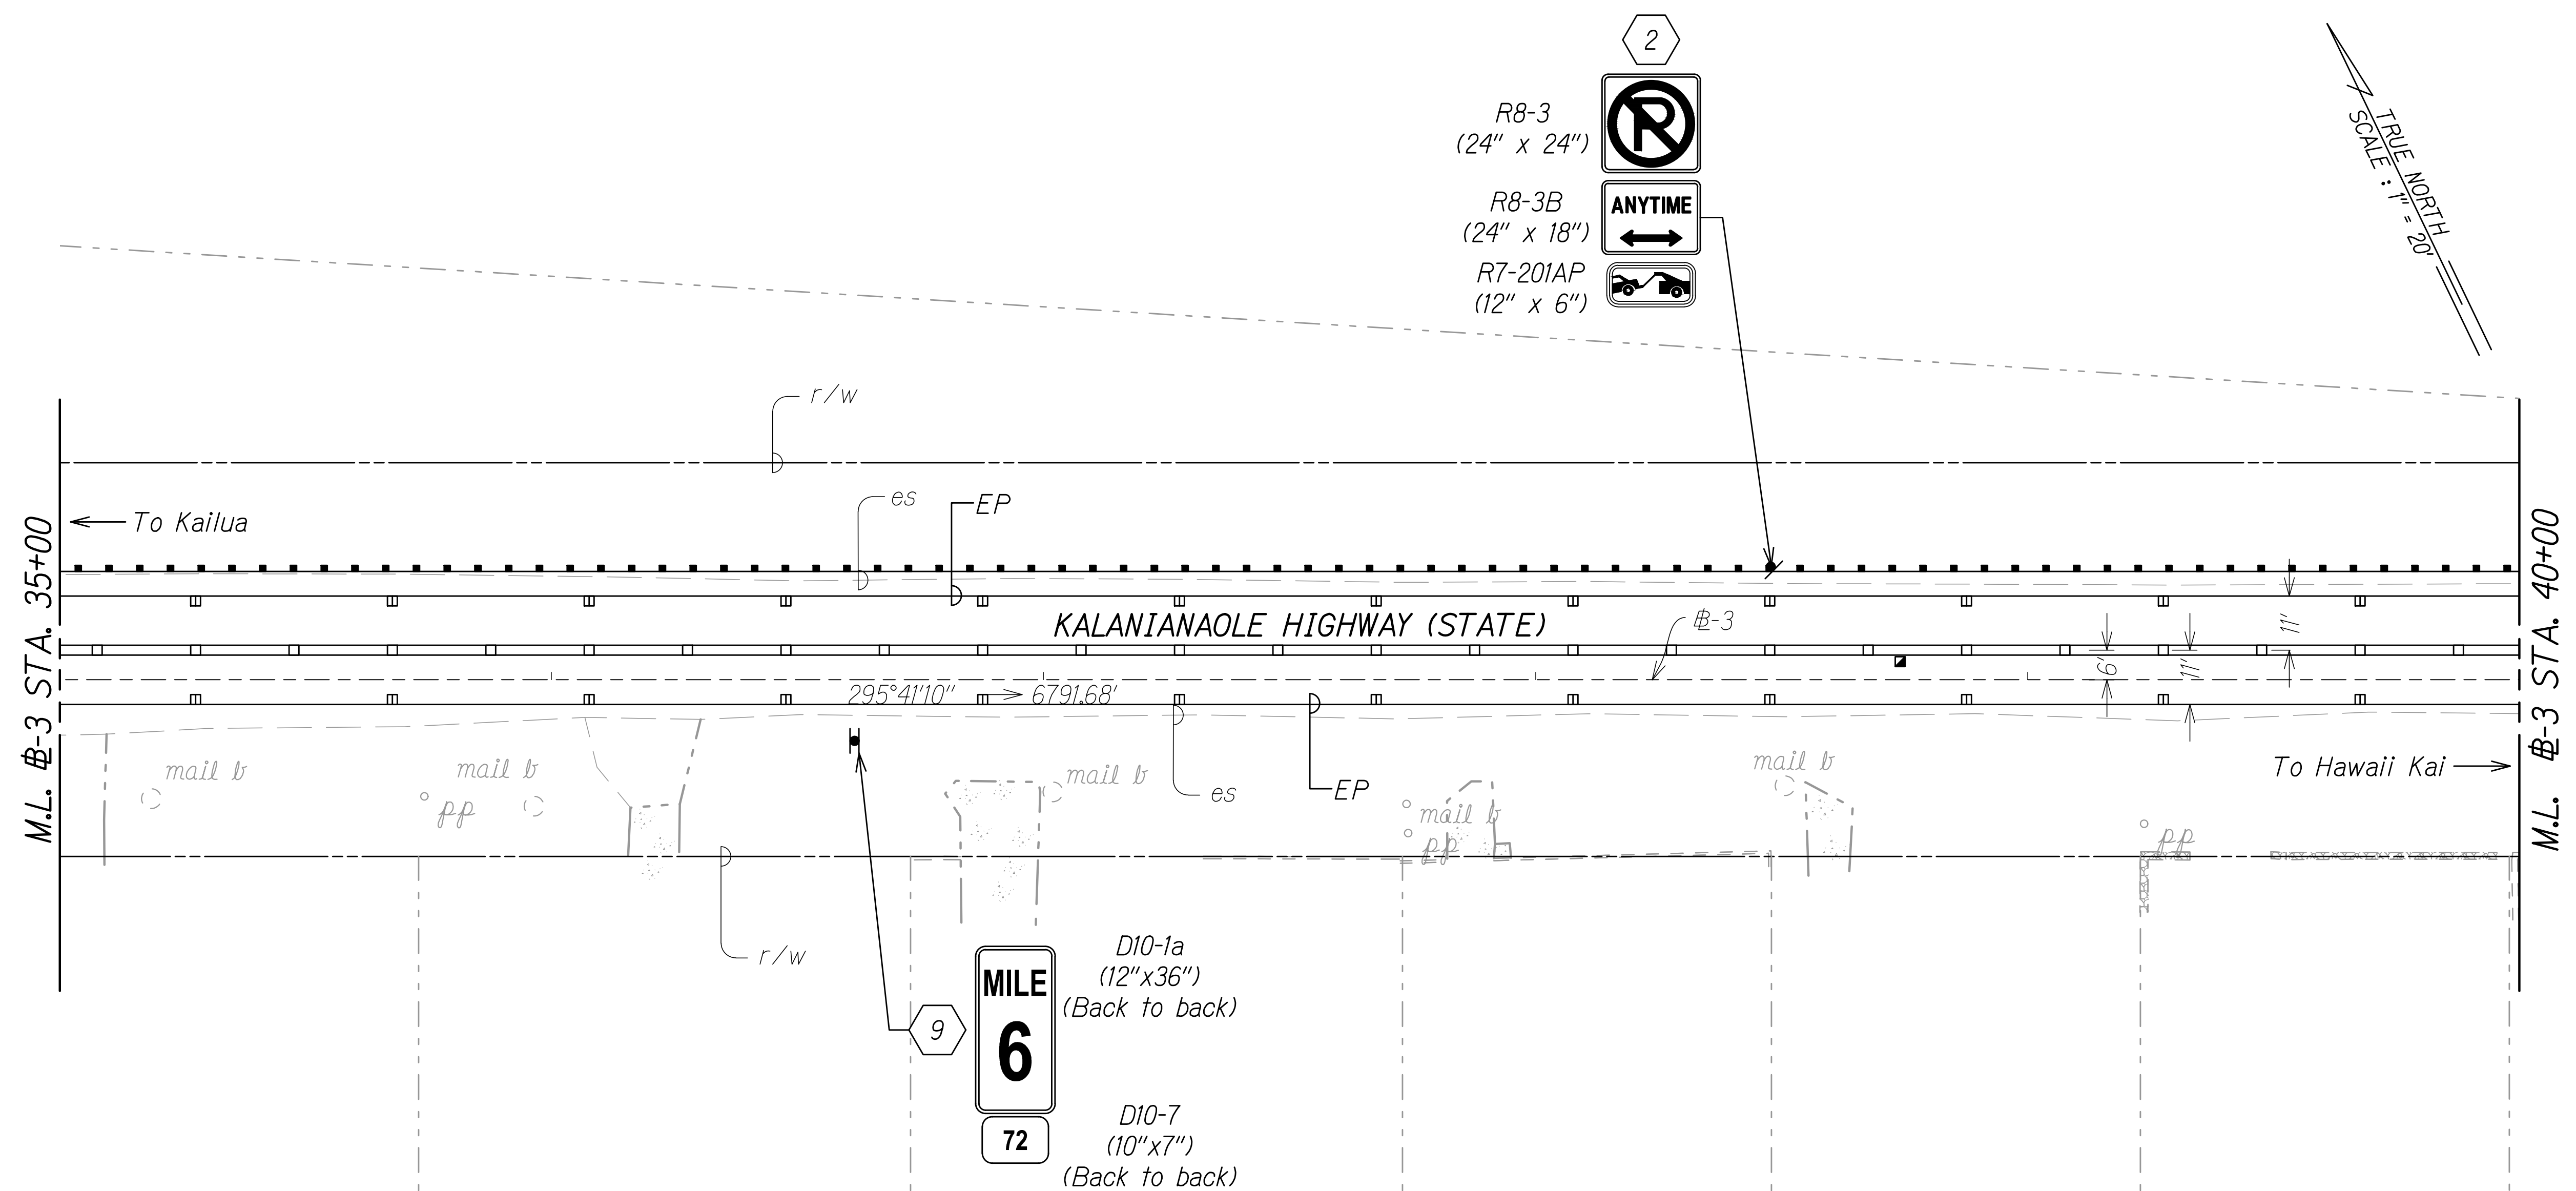 2
R8-3
(24" x 24")
P
R8-3B
(24" x 18")
ANYTIME
R7-201AP
(12" x 6")
TRUE NORTH
SCALE : 1" = 20'
r/w
To Kailua
es
EP
KALANIANAOLE HIGHWAY (STATE)
BL-3
11'
6'
11'
295°41'10"
6791.68'
M.L. BL-3 STA. 35+00
M.L. BL-3 STA. 40+00
mail b
mail b
pp
mail b
es
EP
mail b
pp
mail b
pp
To Hawaii Kai
r/w
9
MILE
6
D10-1a
(12"x36")
(Back to back)
72
D10-7
(10"x7")
(Back to back)